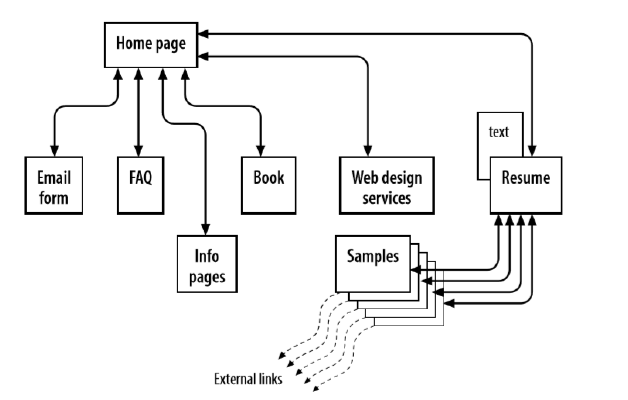 Home page
text
Email
form
FAQ
Book
Web design
services
Resume
Info
pages
Samples
External links